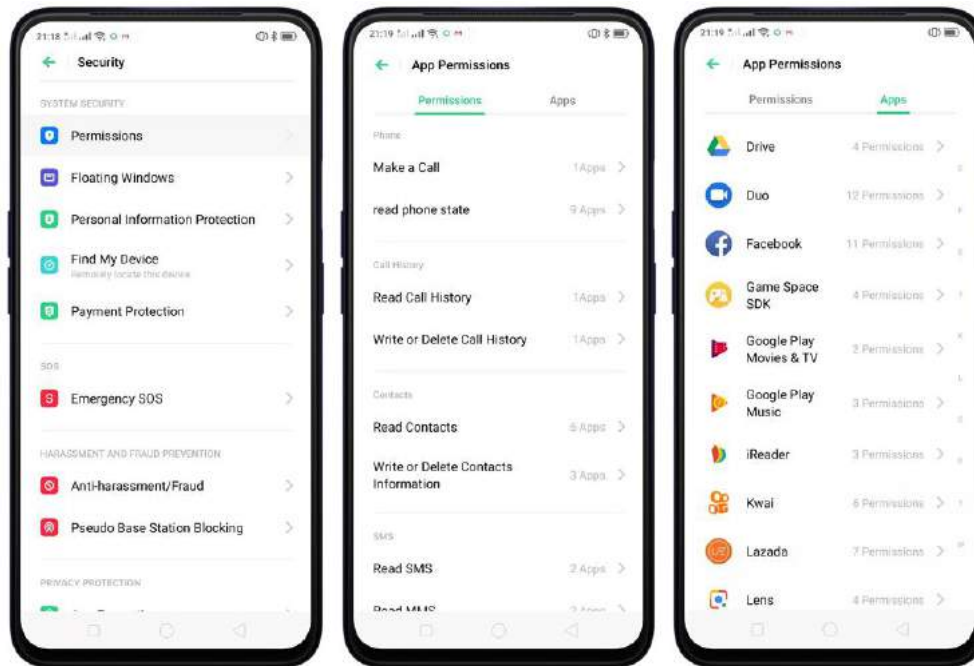 21:18
Security
SYSTEM SECURITY
Permissions
Floating Windows
Personal Information Protection
Find My Device
Remotely locate this device
Payment Protection
SOS
S Emergency SOS
HARASSMENT AND FRAUD PREVENTION
Anti-harassment/Fraud
Pseudo Base Station Blocking
PRIVACY PROTECTION
21:19
App Permissions
Permissions Apps
Phone
Make a Call 1Apps
read phone state 9 Apps
Call History
Read Call History 1Apps
Write or Delete Call History 1Apps
Contacts
Read Contacts 6 Apps
Write or Delete Contacts
Information 3 Apps
SMS
Read SMS 2 Apps
Read MMS
21:19
App Permissions
Permissions Apps
Drive 4 Permissions
Duo 12 Permissions
Facebook 11 Permissions
Game Space
SDK 4 Permissions
Google Play
Movies & TV 2 Permissions
Google Play
Music 3 Permissions
iReader 3 Permissions
Kwai 6 Permissions
Lazada 7 Permissions
Lens 4 Permissions